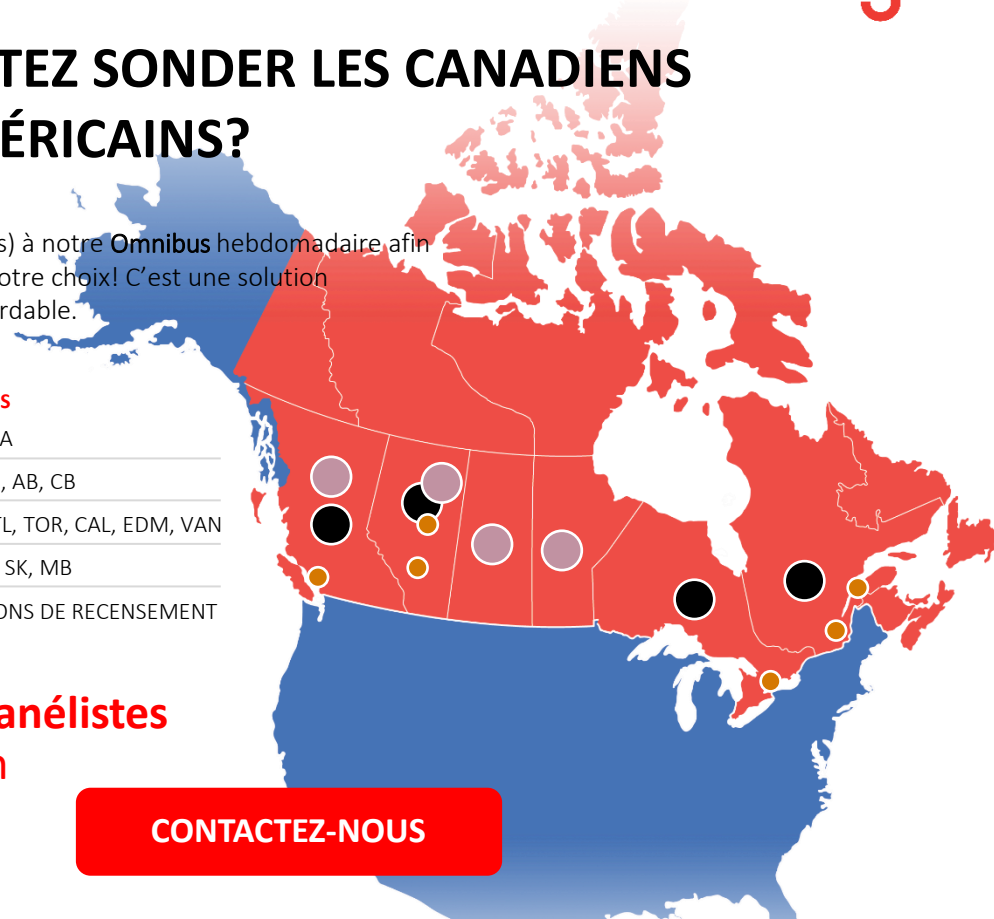 TEZ SONDER LES CANADIENS
ÉRICAINS?
s) à notre Omnibus hebdomadaire afin
otre choix! C'est une solution
rdable.
s
A
, AB, CB
TL, TOR, CAL, EDM, VAN
SK, MB
ONS DE RECENSEMENT
anélistes
n
CONTACTEZ-NOUS